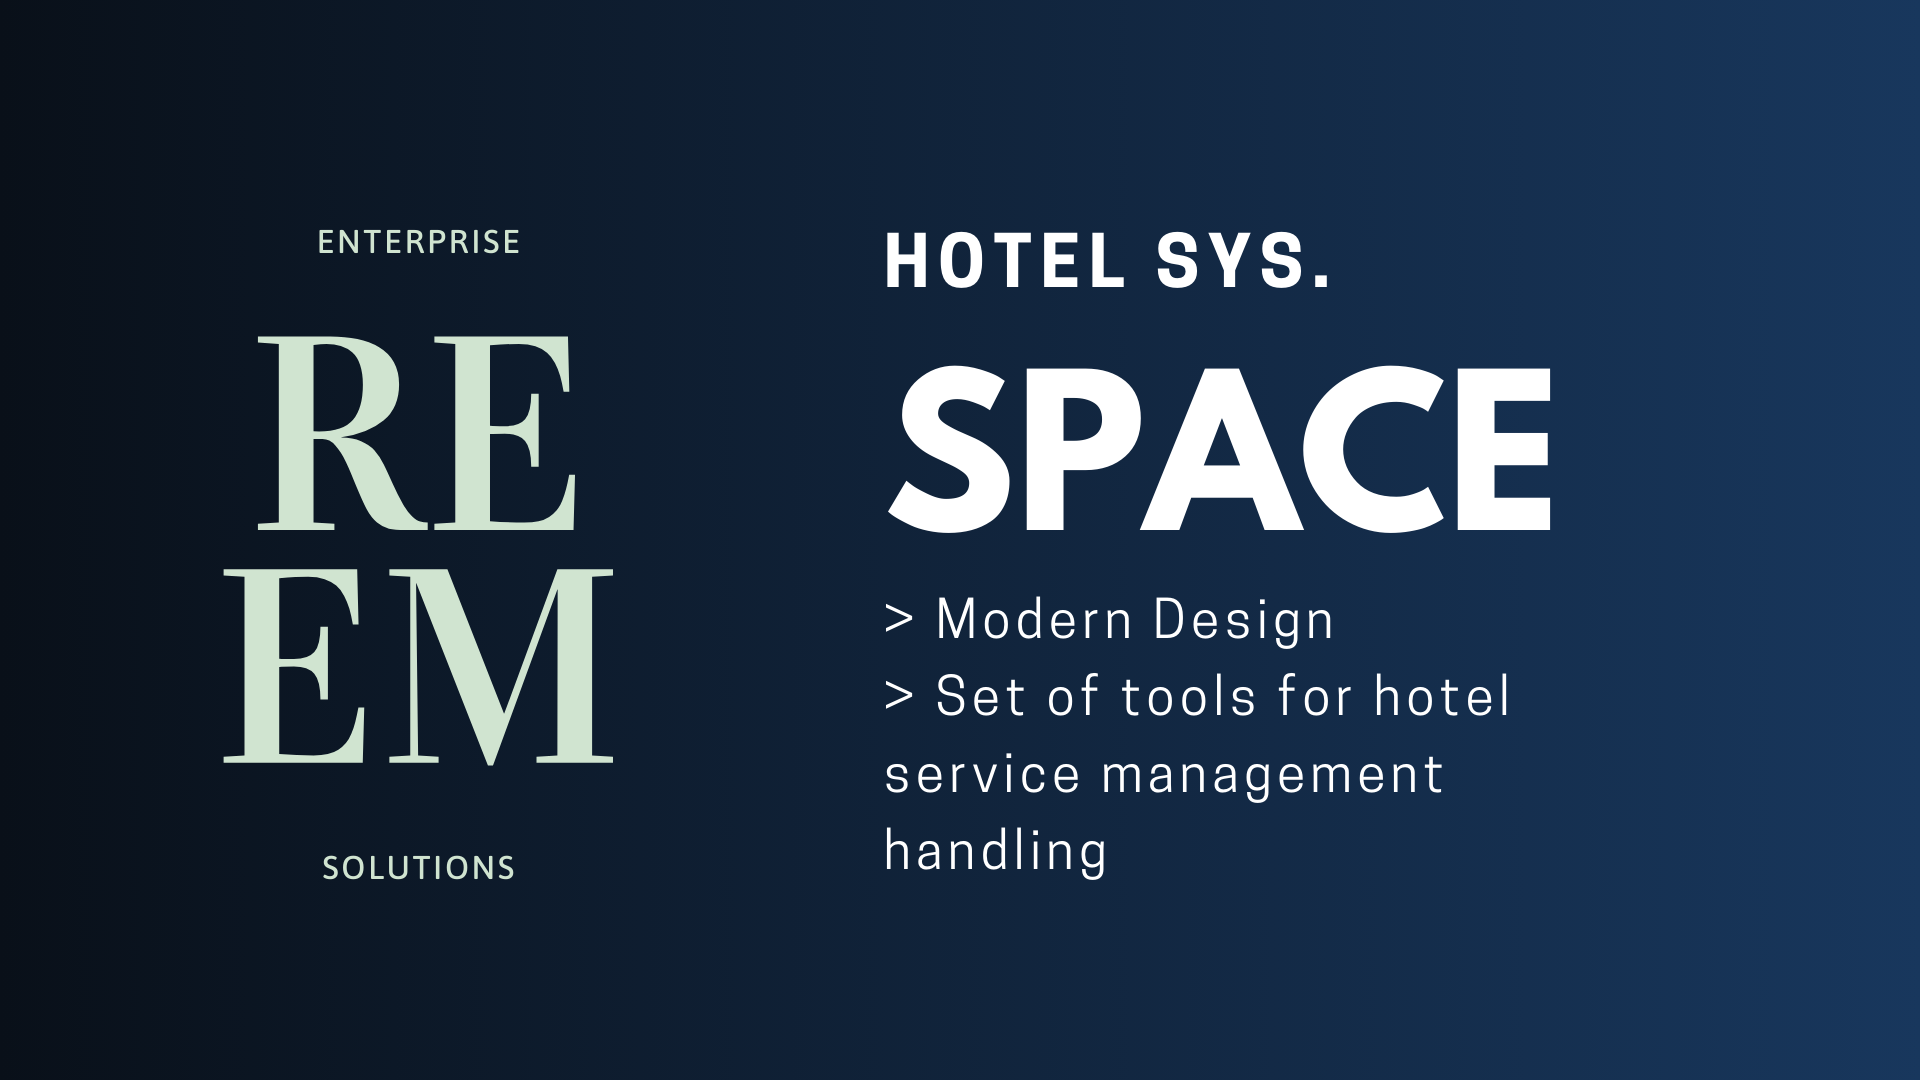 ENTERPRISE
RE
EM
SOLUTIONS
HOTEL SYS.
SPACE
> Modern Design
> Set of tools for hotel
service management
handling